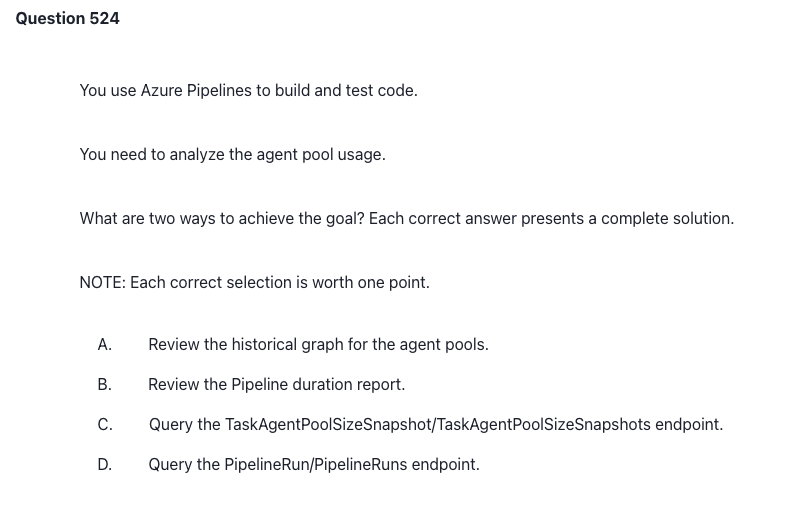 Question 524
You use Azure Pipelines to build and test code.
You need to analyze the agent pool usage.
What are two ways to achieve the goal? Each correct answer presents a complete solution.
NOTE: Each correct selection is worth one point.
A. Review the historical graph for the agent pools.
B. Review the Pipeline duration report.
C. Query the TaskAgentPoolSizeSnapshot/TaskAgentPoolSizeSnapshots endpoint.
D. Query the PipelineRun/PipelineRuns endpoint.